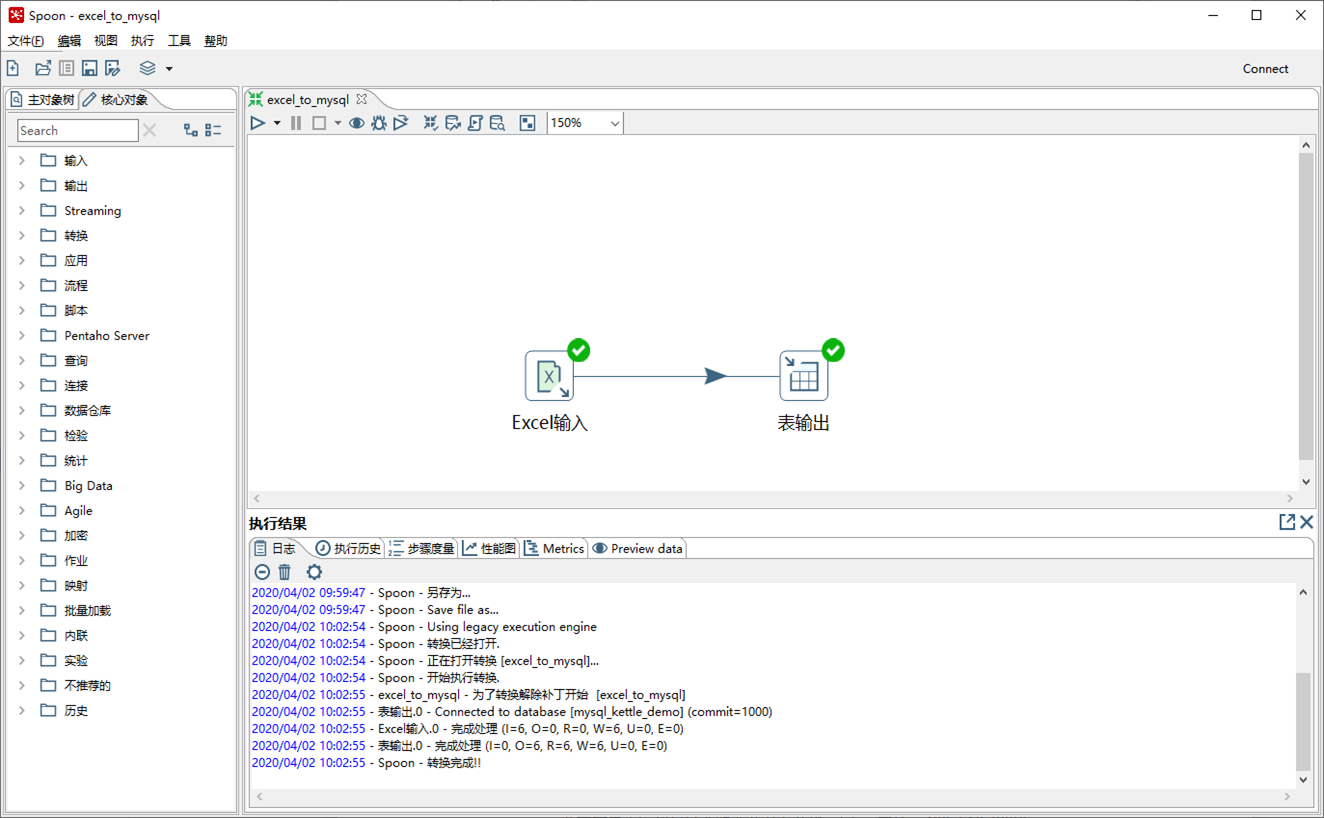 Spoon - excel_to_mysql
文件(F) 编辑 视图 执行 工具 帮助
Connect
主对象树 核心对象
Search
输入
输出
Streaming
转换
应用
流程
脚本
Pentaho Server
查询
连接
数据仓库
检验
统计
Big Data
Agile
加密
作业
映射
批量加载
内联
实验
不推荐的
历史
excel_to_mysql
150%
Excel输入 表输出
执行结果
日志 执行历史 步骤度量 性能图 Metrics Preview data
2020/04/02 09:59:47 - Spoon - 另存为...
2020/04/02 09:59:47 - Spoon - Save file as...
2020/04/02 10:02:54 - Spoon - Using legacy execution engine
2020/04/02 10:02:54 - Spoon - 转换已经打开.
2020/04/02 10:02:54 - Spoon - 正在打开转换 [excel_to_mysql]...
2020/04/02 10:02:54 - Spoon - 开始执行转换.
2020/04/02 10:02:55 - excel_to_mysql - 为了转换解除补丁开始 [excel_to_mysql]
2020/04/02 10:02:55 - 表输出.0 - Connected to database [mysql_kettle_demo] (commit=1000)
2020/04/02 10:02:55 - Excel输入.0 - 完成处理 (I=6, O=0, R=0, W=6, U=0, E=0)
2020/04/02 10:02:55 - 表输出.0 - 完成处理 (I=0, O=6, R=6, W=6, U=0, E=0)
2020/04/02 10:02:55 - Spoon - 转换完成!!